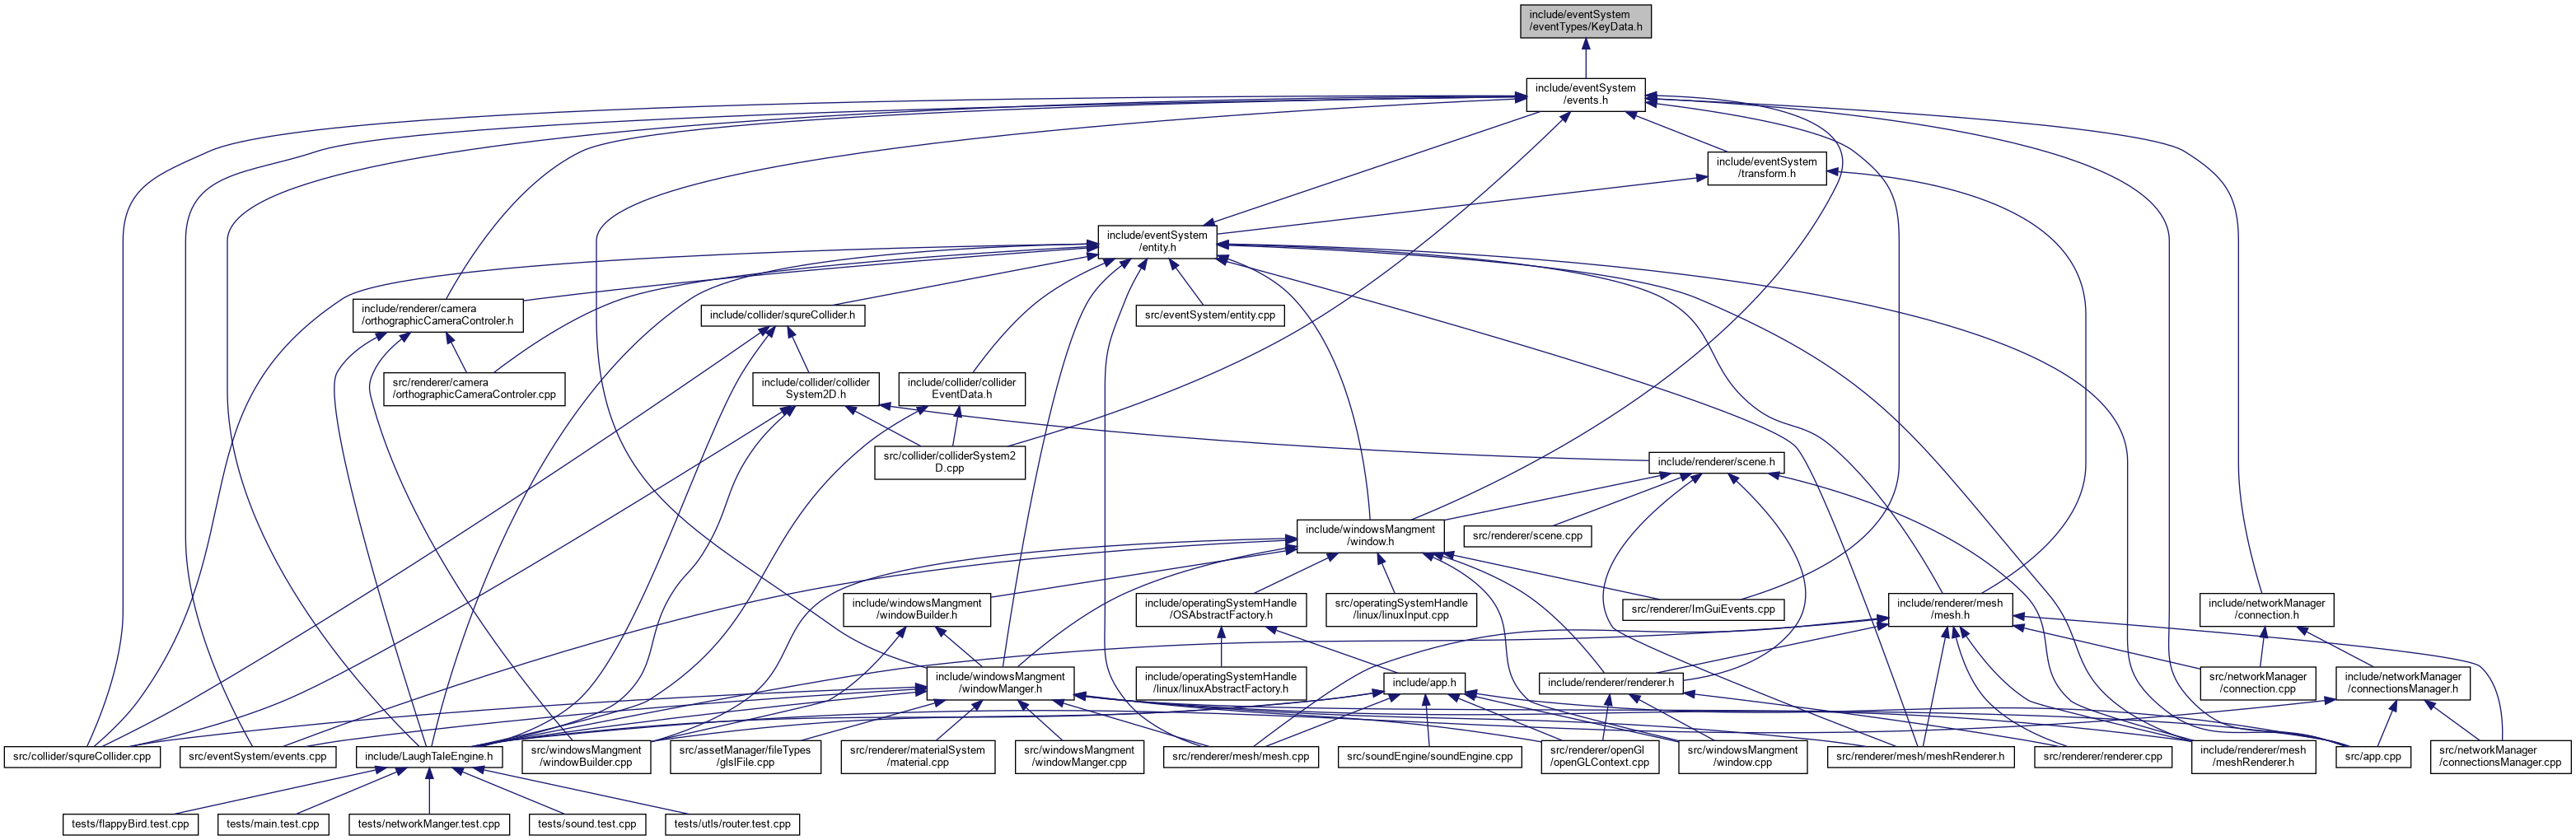 include/eventSystem
/eventTypes/KeyData.h
include/eventSystem
/events.h
include/eventSystem
/transform.h
include/eventSystem
/entity.h
include/renderer/camera
/orthographicCameraControler.h
include/collider/squreCollider.h
src/eventSystem/entity.cpp
src/renderer/camera
/orthographicCameraControler.cpp
include/collider/collider
System2D.h
include/collider/collider
EventData.h
src/collider/colliderSystem2
D.cpp
include/renderer/scene.h
include/windowsMangment
/window.h
src/renderer/scene.cpp
include/windowsMangment
/windowBuilder.h
include/operatingSystemHandle
/OSAbstractFactory.h
src/operatingSystemHandle
/linux/linuxInput.cpp
src/renderer/ImGuiEvents.cpp
include/renderer/mesh
/mesh.h
include/networkManager
/connection.h
include/windowsMangment
/windowManger.h
include/operatingSystemHandle
/linux/linuxAbstractFactory.h
include/app.h
include/renderer/renderer.h
src/networkManager
/connection.cpp
include/networkManager
/connectionsManager.h
src/collider/squreCollider.cpp
src/eventSystem/events.cpp
include/LaughTaleEngine.h
src/windowsMangment
/windowBuilder.cpp
src/assetManager/fileTypes
/glslFile.cpp
src/renderer/materialSystem
/material.cpp
src/windowsMangment
/windowManger.cpp
src/renderer/mesh/mesh.cpp
src/soundEngine/soundEngine.cpp
src/renderer/openGl
/openGLContext.cpp
src/windowsMangment
/window.cpp
src/renderer/mesh/meshRenderer.h
src/renderer/renderer.cpp
include/renderer/mesh
/meshRenderer.h
src/app.cpp
src/networkManager
/connectionsManager.cpp
tests/flappyBird.test.cpp
tests/main.test.cpp
tests/networkManger.test.cpp
tests/sound.test.cpp
tests/utls/router.test.cpp